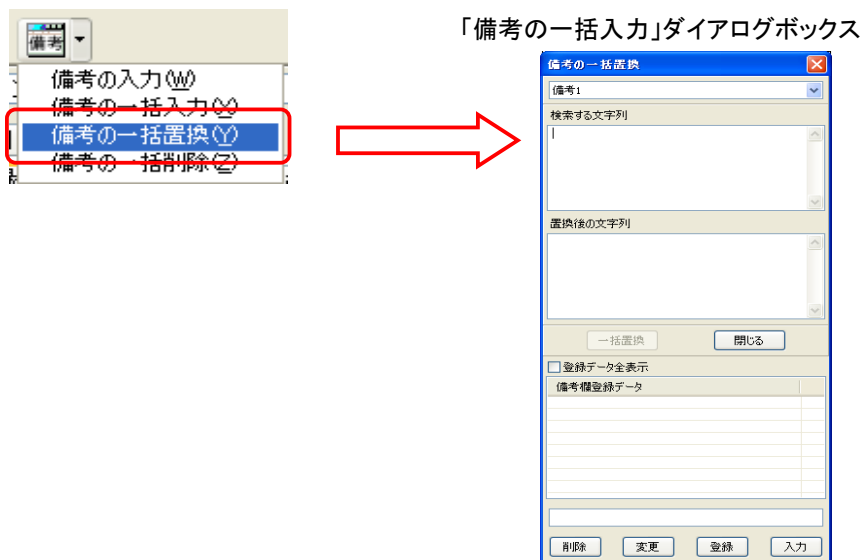 備考
備考の入力(W)
備考の一括入力(X)
備考の一括置換(Y)
備考の一括削除(Z)
「備考の一括入力」ダイアログボックス
備考の一括置換
備考1
検索する文字列
置換後の文字列
一括置換 閉じる
登録データ全表示
備考欄登録データ
削除 変更 登録 入力